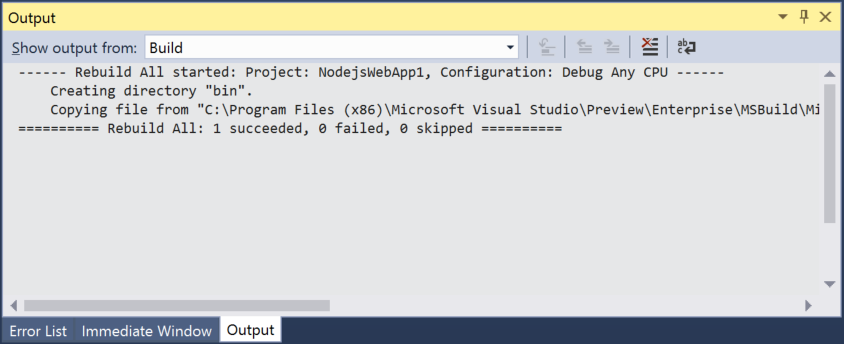 Output
Show output from: Build
------ Rebuild All started: Project: NodejsWebApp1, Configuration: Debug Any CPU ------
    Creating directory "bin".
    Copying file from "C:\Program Files (x86)\Microsoft Visual Studio\Preview\Enterprise\MSBuild\Mi
========== Rebuild All: 1 succeeded, 0 failed, 0 skipped ==========
Error List Immediate Window Output